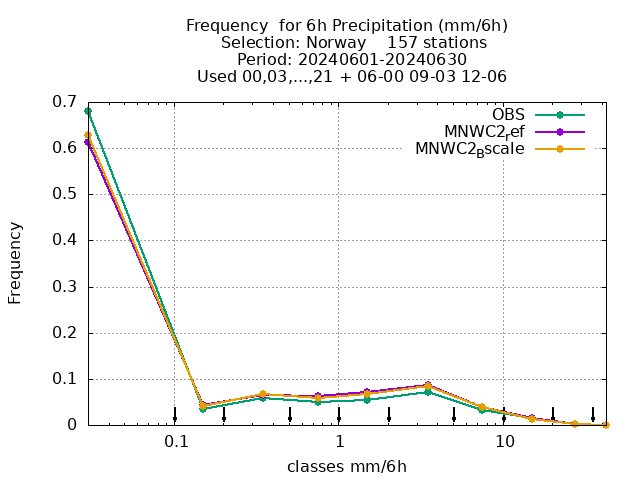 Frequency  for 6h Precipitation (mm/6h)
Selection: Norway    157 stations
Period: 20240601-20240630
Used 00,03,...,21 + 06-00 09-03 12-06
OBS
MNWC2ref
MNWC2Bscale
0.7
0.6
0.5
0.4
0.3
0.2
0.1
0
Frequency
0.1
1
10
classes mm/6h